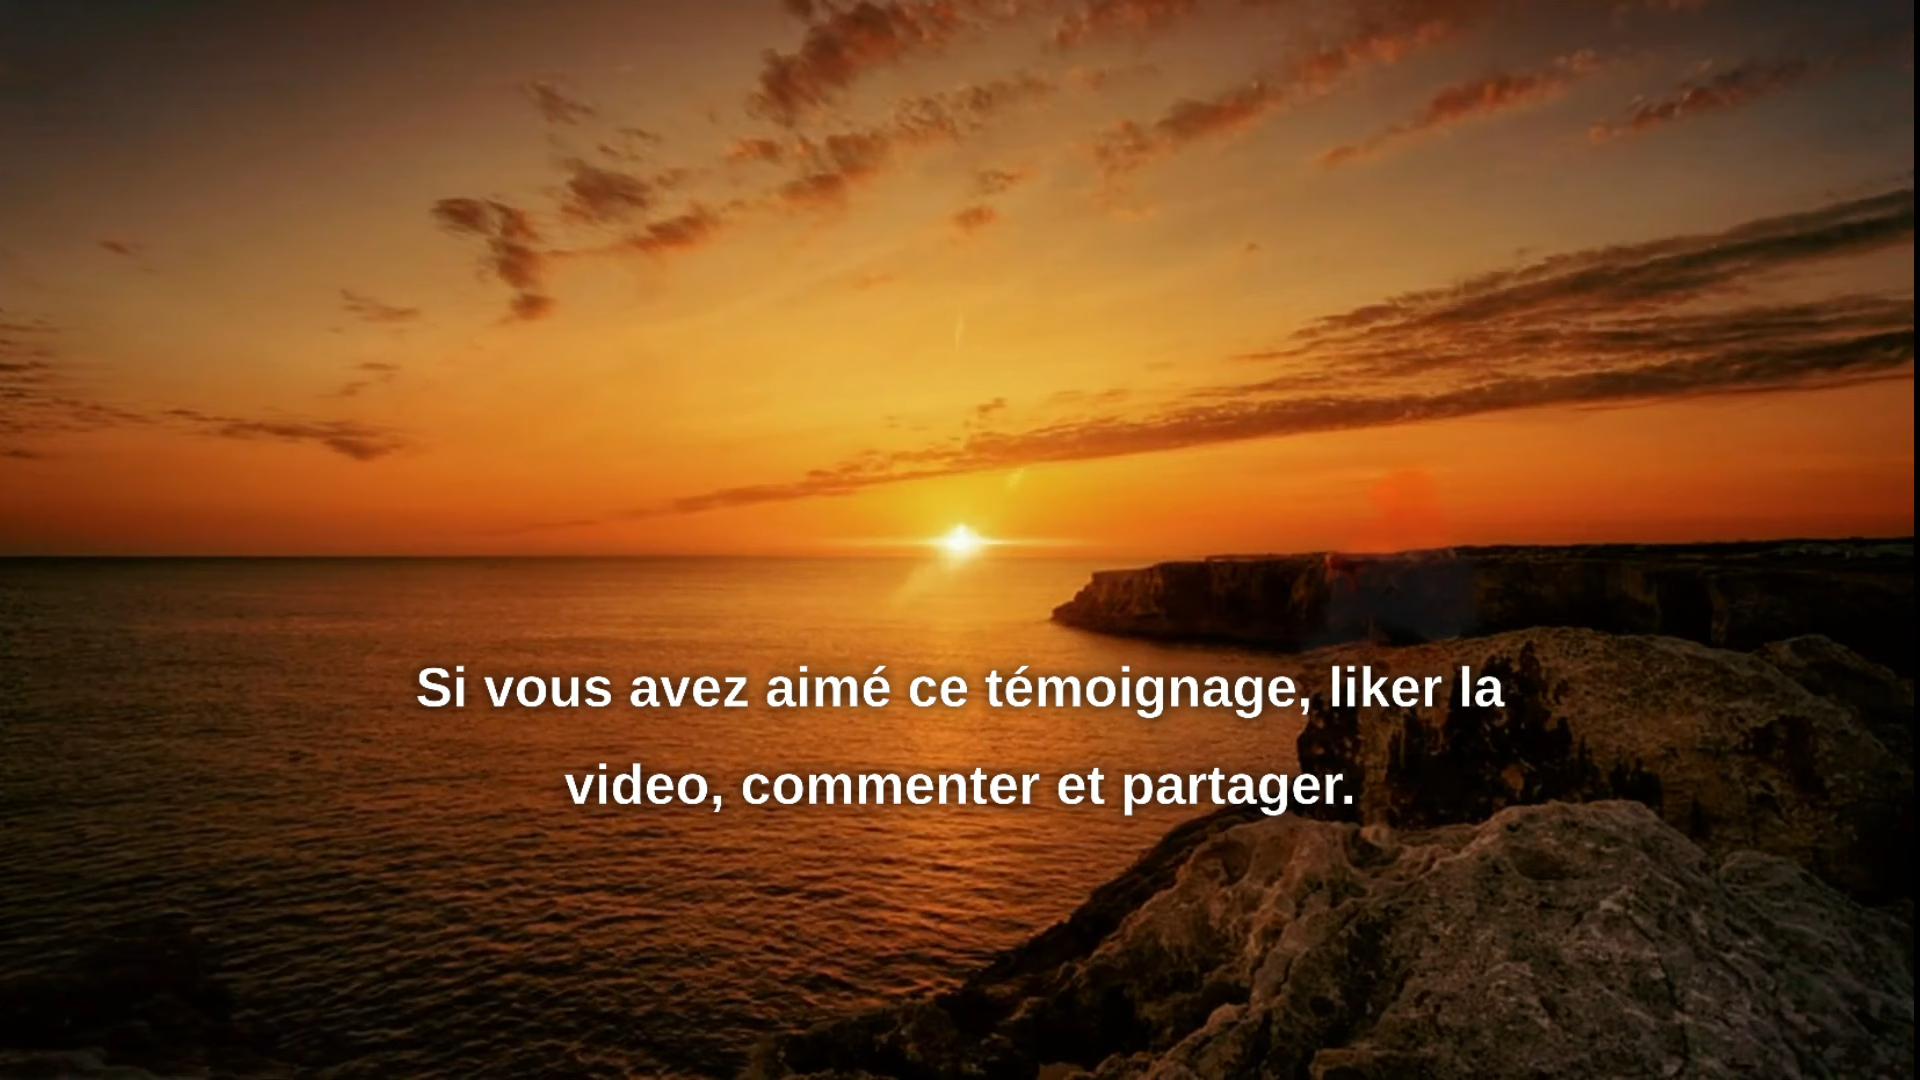 Si vous avez aimé ce témoignage, liker la
video, commenter et partager.